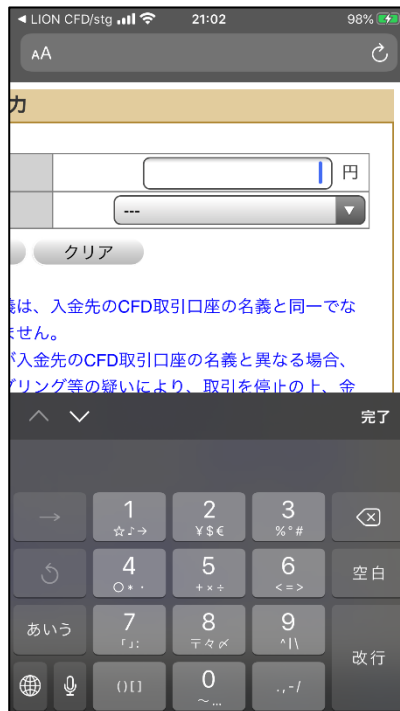 ◀ LION CFD/stg 21:02 98%
AA
力
円
---
クリア
義は、入金先のCFD取引口座の名義と同一でな
ません。
が入金先のCFD取引口座の名義と異なる場合、
ダリング等の疑いにより、取引を停止の上、金
完了
→ 1 2 3
☆♪→ ¥$€ %°#
4 5 6 空白
○*・ +×÷ <=>
あいう 7 8 9
「」: 〒々〆 ^|\
改行
()[] 0 .,-/
~…